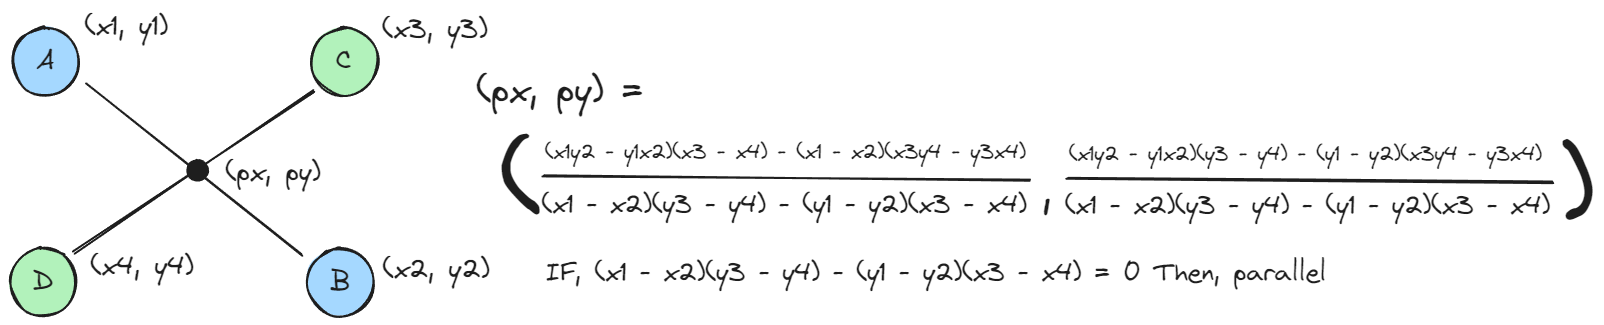 A (x1, y1)
C (x3, y3)
(px, py)
D (x4, y4)
B (x2, y2)
(px, py) =
(x1y2 - y1x2)(x3 - x4) - (x1 - x2)(x3y4 - y3x4)
(x1 - x2)(y3 - y4) - (y1 - y2)(x3 - x4)
,
(x1y2 - y1x2)(y3 - y4) - (y1 - y2)(x3y4 - y3x4)
(x1 - x2)(y3 - y4) - (y1 - y2)(x3 - x4)
IF, (x1 - x2)(y3 - y4) - (y1 - y2)(x3 - x4) = 0 Then, parallel